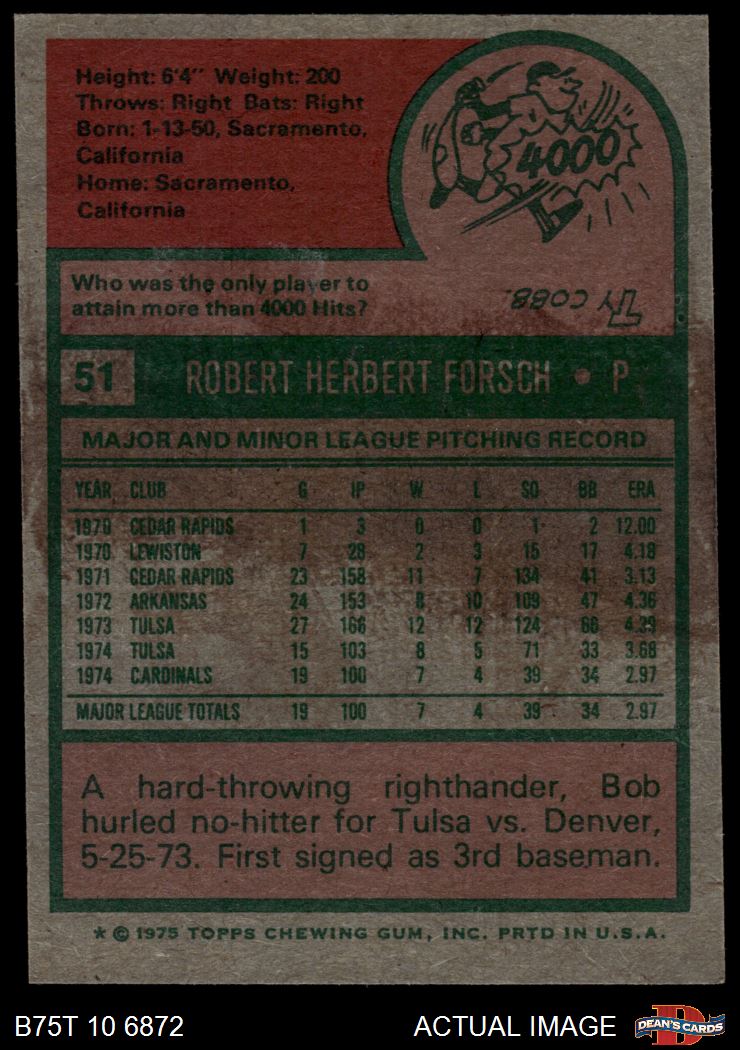 Height: 6'4" Weight: 200
Throws: Right Bats: Right
Born: 1-13-50, Sacramento,
California
Home: Sacramento,
California
4000
Who was the only player to
attain more than 4000 Hits?
TY COBB.
51 ROBERT HERBERT FORSCH • P
MAJOR AND MINOR LEAGUE PITCHING RECORD
YEAR CLUB G IP W L SO BB ERA
1970 CEDAR RAPIDS 1 3 0 0 1 2 12.00
1970 LEWISTON 7 28 2 3 15 17 4.18
1971 CEDAR RAPIDS 23 158 11 7 134 41 3.13
1972 ARKANSAS 24 153 8 10 109 47 4.36
1973 TULSA 27 166 12 12 124 60 4.39
1974 TULSA 15 103 8 5 71 33 3.68
1974 CARDINALS 19 100 7 4 39 34 2.97
MAJOR LEAGUE TOTALS 19 100 7 4 39 34 2.97
A hard-throwing righthander, Bob
hurled no-hitter for Tulsa vs. Denver,
5-25-73. First signed as 3rd baseman.
* © 1975 TOPPS CHEWING GUM, INC. PRTD IN U.S.A.
B75T 10 6872 ACTUAL IMAGE
D
DEAN'S CARDS